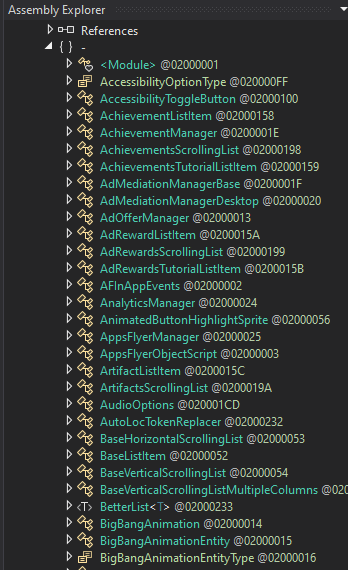 Assembly Explorer
References
{ } -
<Module> @02000001
AccessibilityOptionType @020000FF
AccessibilityToggleButton @02000100
AchievementListItem @02000158
AchievementManager @0200001E
AchievementsScrollingList @02000198
AchievementsTutorialListItem @02000159
AdMediationManagerBase @0200001F
AdMediationManagerDesktop @02000020
AdOfferManager @02000013
AdRewardListItem @0200015A
AdRewardsScrollingList @02000199
AdRewardsTutorialListItem @0200015B
AFInAppEvents @02000002
AnalyticsManager @02000024
AnimatedButtonHighlightSprite @02000056
AppsFlyerManager @02000025
AppsFlyerObjectScript @02000003
ArtifactListItem @0200015C
ArtifactsScrollingList @0200019A
AudioOptions @020001CD
AutoLocTokenReplacer @02000232
BaseHorizontalScrollingList @02000053
BaseListItem @02000052
BaseVerticalScrollingList @02000054
BaseVerticalScrollingListMultipleColumns @0200
<T> BetterList<T> @02000233
BigBangAnimation @02000014
BigBangAnimationEntity @02000015
BigBangAnimationEntityType @02000016